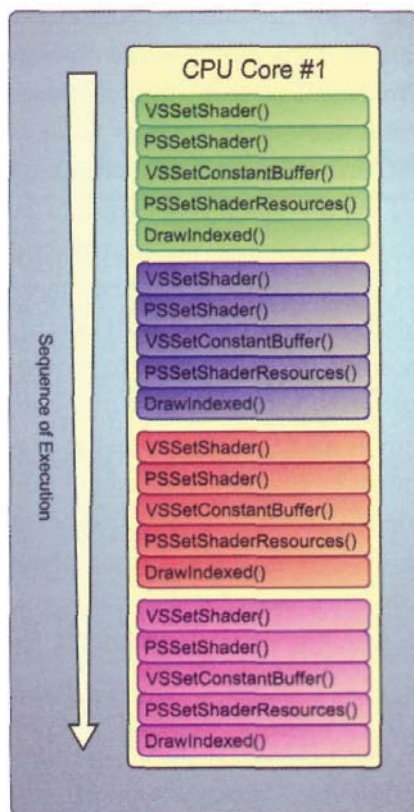 CPU Core #1
VSSetShader()
PSSetShader()
VSSetConstantBuffer()
PSSetShaderResources()
DrawIndexed()
VSSetShader()
PSSetShader()
VSSetConstantBuffer()
PSSetShaderResources()
DrawIndexed()
VSSetShader()
PSSetShader()
VSSetConstantBuffer()
PSSetShaderResources()
DrawIndexed()
VSSetShader()
PSSetShader()
VSSetConstantBuffer()
PSSetShaderResources()
DrawIndexed()
Sequence of Execution